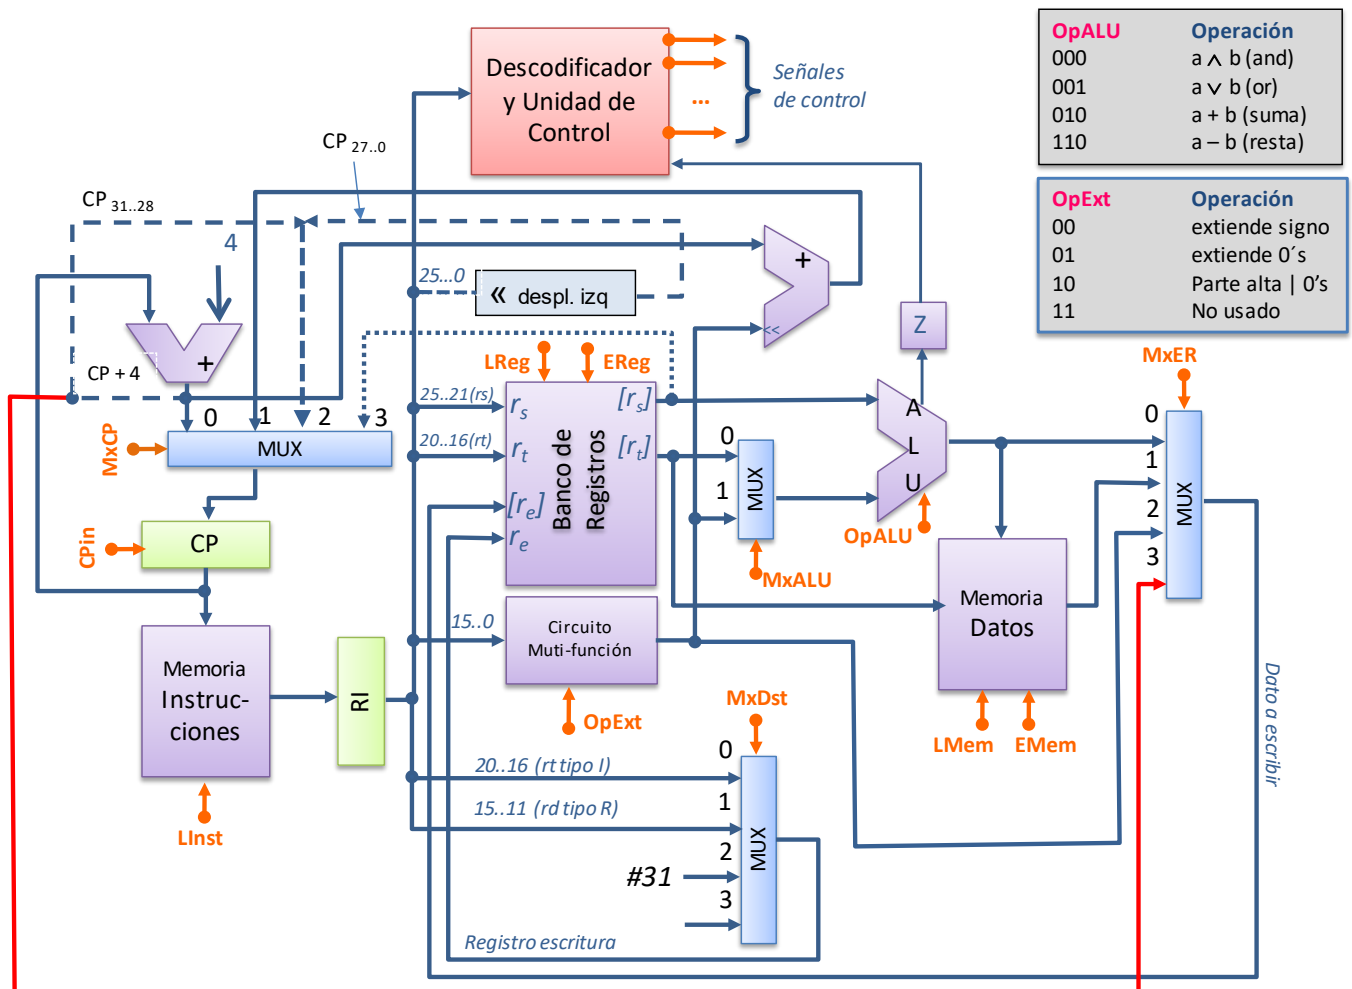 OpALU Operación
000 a ∧ b (and)
001 a ∨ b (or)
010 a + b (suma)
110 a – b (resta)
OpExt Operación
00 extiende signo
01 extiende 0´s
10 Parte alta | 0’s
11 No usado
Descodificador
y Unidad de
Control
...
Señales
de control
CP 27..0
CP 31..28
4
+
CP + 4
25...0
« despl. izq
+
<<
Z
0
1
2
3
MUX
MxCP
CPin
CP
Memoria
Instruc-
ciones
LInst
RI
LReg
EReg
25..21(rs)
20..16(rt)
rs
rt
[re]
re
[rs]
[rt]
Banco de
Registros
15..0
Circuito
Muti-función
OpExt
0
1
MUX
MxALU
A
L
U
OpALU
Memoria
Datos
LMem
EMem
MxER
0
1
2
3
MUX
Dato a escribir
MxDst
0
1
2
3
MUX
20..16 (rt tipo I)
15..11 (rd tipo R)
#31
Registro escritura